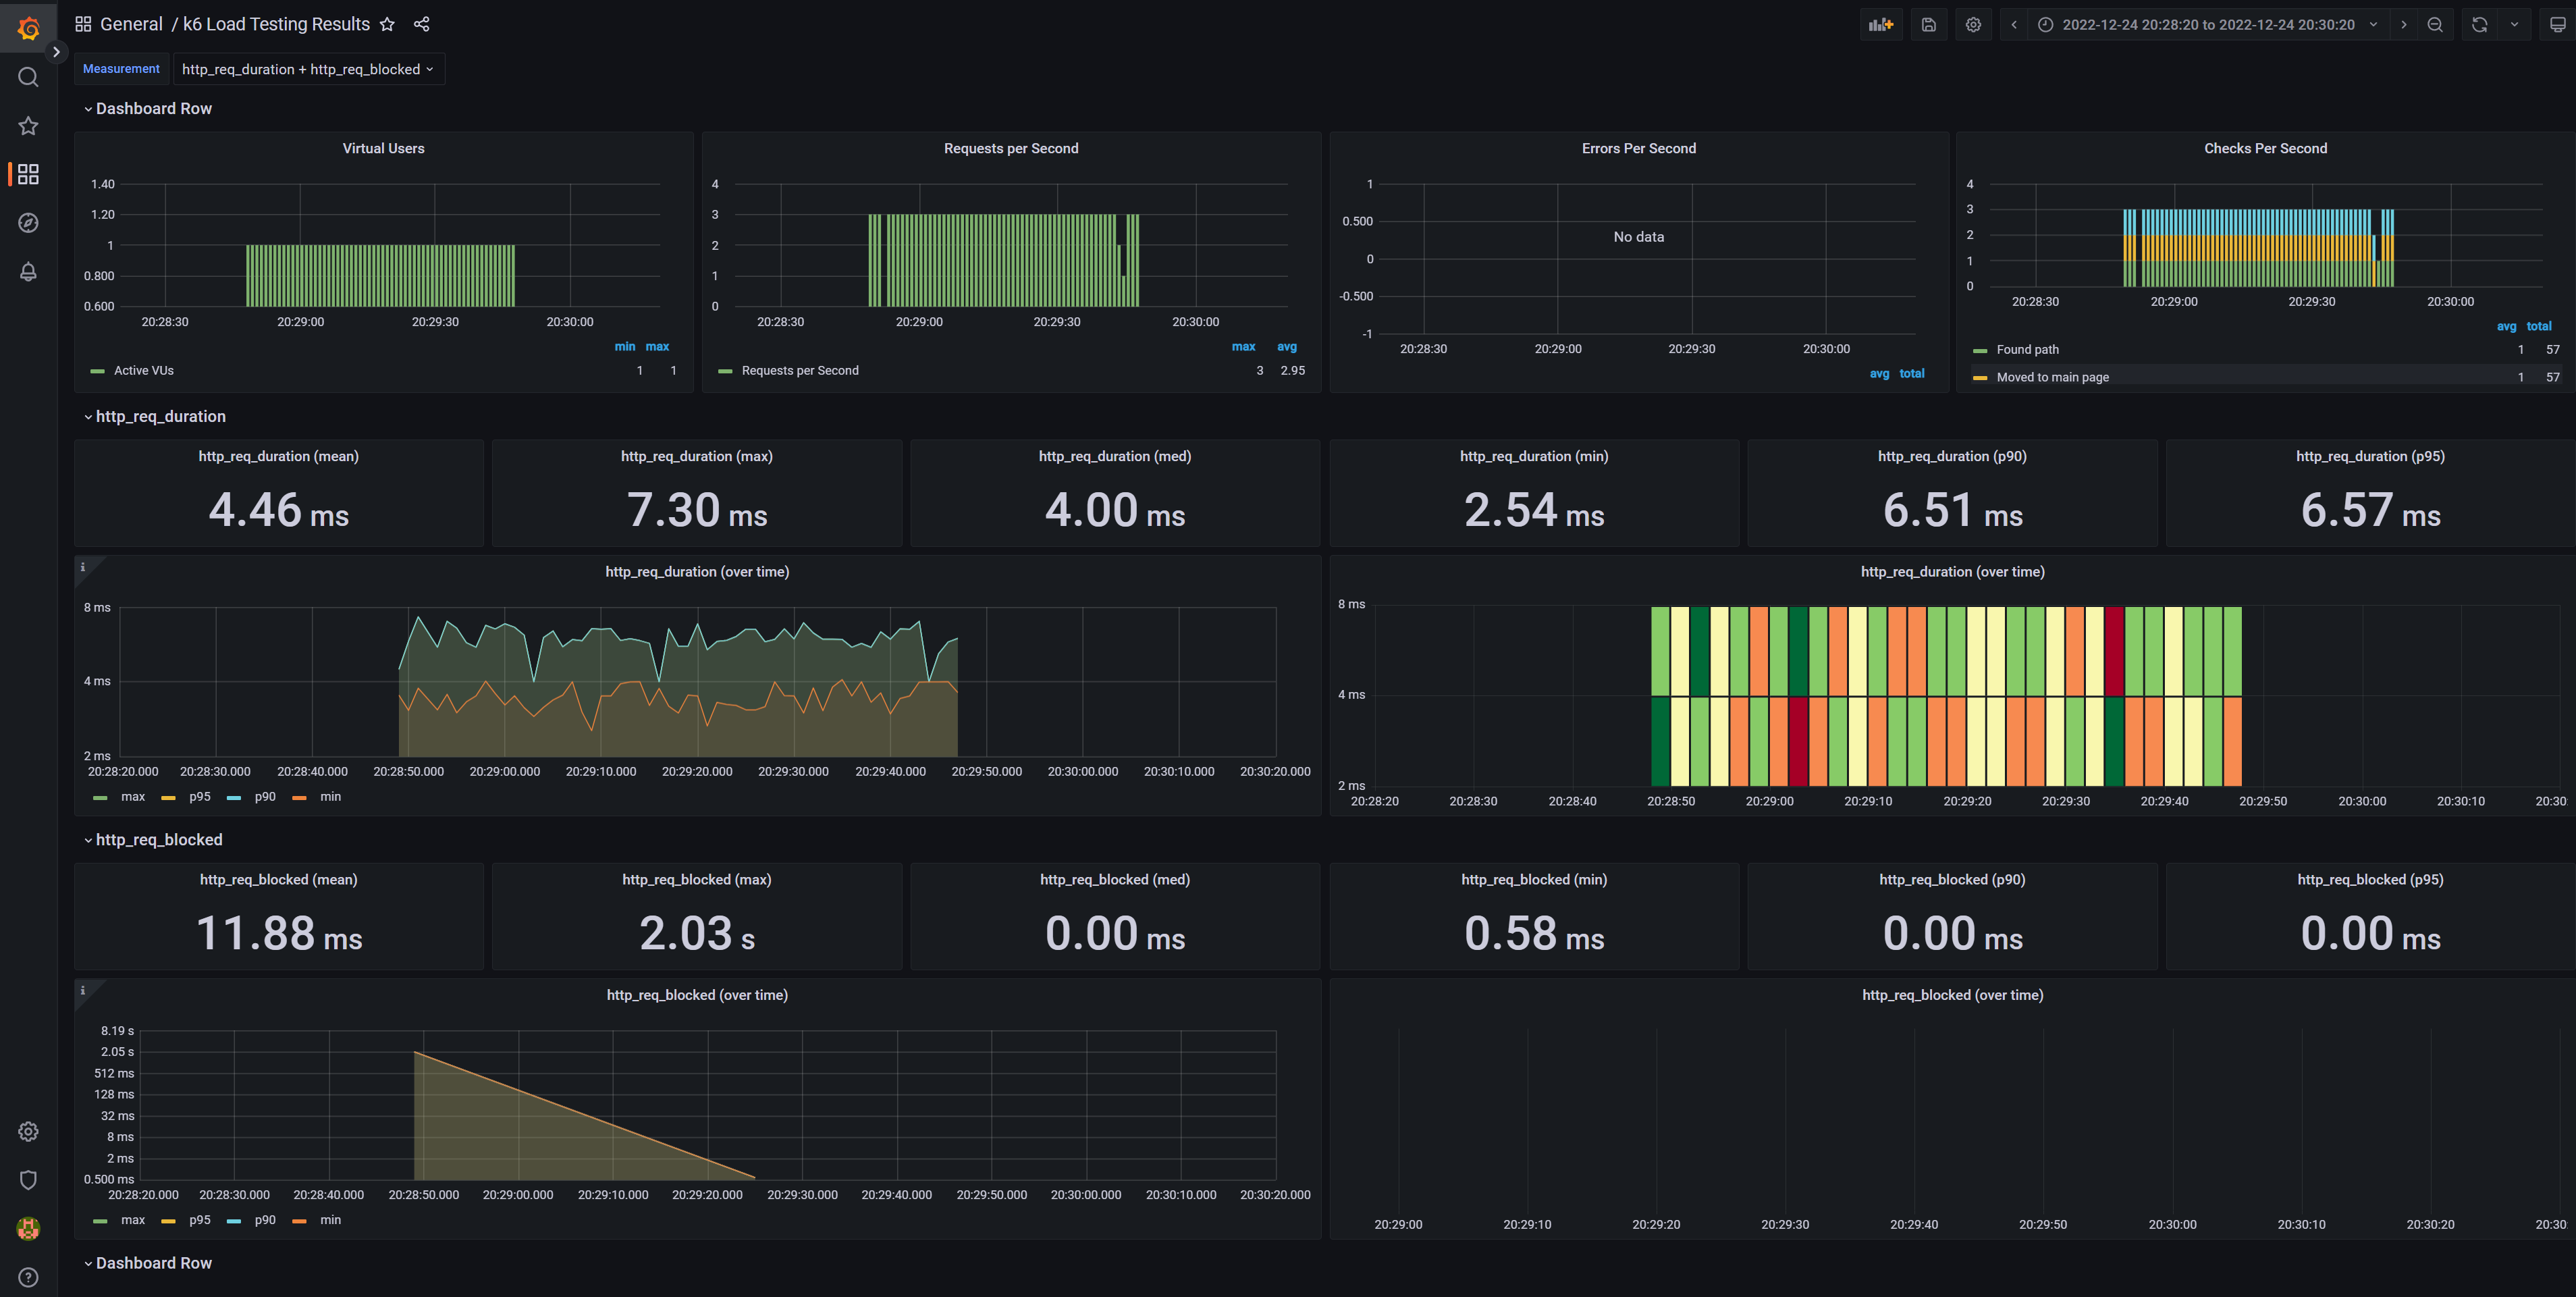 General / k6 Load Testing Results
2022-12-24 20:28:20 to 2022-12-24 20:30:20
Measurement http_req_duration + http_req_blocked
Dashboard Row
Virtual Users
1.40
1.20
1
0.800
0.600
20:28:30 20:29:00 20:29:30 20:30:00
min max
Active VUs 1 1
Requests per Second
4
3
2
1
0
20:28:30 20:29:00 20:29:30 20:30:00
max avg
Requests per Second 3 2.95
Errors Per Second
1
0.500
No data
0
-0.500
-1
20:28:30 20:29:00 20:29:30 20:30:00
avg total
Checks Per Second
4
3
2
1
0
20:28:30 20:29:00 20:29:30 20:30:00
avg total
Found path 1 57
Moved to main page 1 57
http_req_duration
http_req_duration (mean)
4.46 ms
http_req_duration (max)
7.30 ms
http_req_duration (med)
4.00 ms
http_req_duration (min)
2.54 ms
http_req_duration (p90)
6.51 ms
http_req_duration (p95)
6.57 ms
http_req_duration (over time)
8 ms
4 ms
2 ms
20:28:20.000 20:28:30.000 20:28:40.000 20:28:50.000 20:29:00.000 20:29:10.000 20:29:20.000 20:29:30.000 20:29:40.000 20:29:50.000 20:30:00.000 20:30:10.000 20:30:20.000
max p95 p90 min
http_req_duration (over time)
8 ms
4 ms
2 ms
20:28:20 20:28:30 20:28:40 20:28:50 20:29:00 20:29:10 20:29:20 20:29:30 20:29:40 20:29:50 20:30:00 20:30:10 20:30:
http_req_blocked
http_req_blocked (mean)
11.88 ms
http_req_blocked (max)
2.03 s
http_req_blocked (med)
0.00 ms
http_req_blocked (min)
0.58 ms
http_req_blocked (p90)
0.00 ms
http_req_blocked (p95)
0.00 ms
http_req_blocked (over time)
8.19 s
2.05 s
512 ms
128 ms
32 ms
8 ms
2 ms
0.500 ms
20:28:20.000 20:28:30.000 20:28:40.000 20:28:50.000 20:29:00.000 20:29:10.000 20:29:20.000 20:29:30.000 20:29:40.000 20:29:50.000 20:30:00.000 20:30:10.000 20:30:20.000
max p95 p90 min
http_req_blocked (over time)
20:29:00 20:29:10 20:29:20 20:29:30 20:29:40 20:29:50 20:30:00 20:30:10 20:30:20 20:30:
Dashboard Row